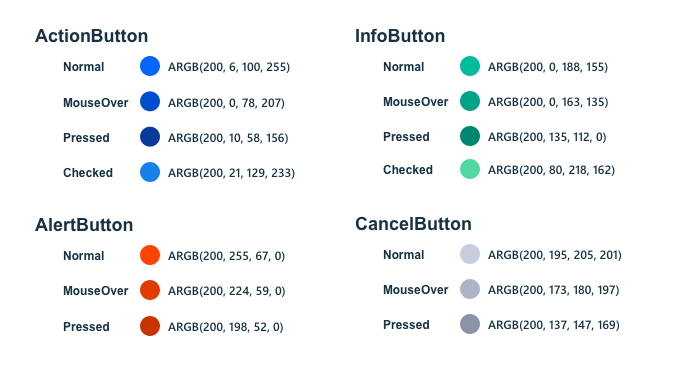 ActionButton
Normal ARGB(200, 6, 100, 255)
MouseOver ARGB(200, 0, 78, 207)
Pressed ARGB(200, 10, 58, 156)
Checked ARGB(200, 21, 129, 233)
InfoButton
Normal ARGB(200, 0, 188, 155)
MouseOver ARGB(200, 0, 163, 135)
Pressed ARGB(200, 135, 112, 0)
Checked ARGB(200, 80, 218, 162)
AlertButton
Normal ARGB(200, 255, 67, 0)
MouseOver ARGB(200, 224, 59, 0)
Pressed ARGB(200, 198, 52, 0)
CancelButton
Normal ARGB(200, 195, 205, 201)
MouseOver ARGB(200, 173, 180, 197)
Pressed ARGB(200, 137, 147, 169)